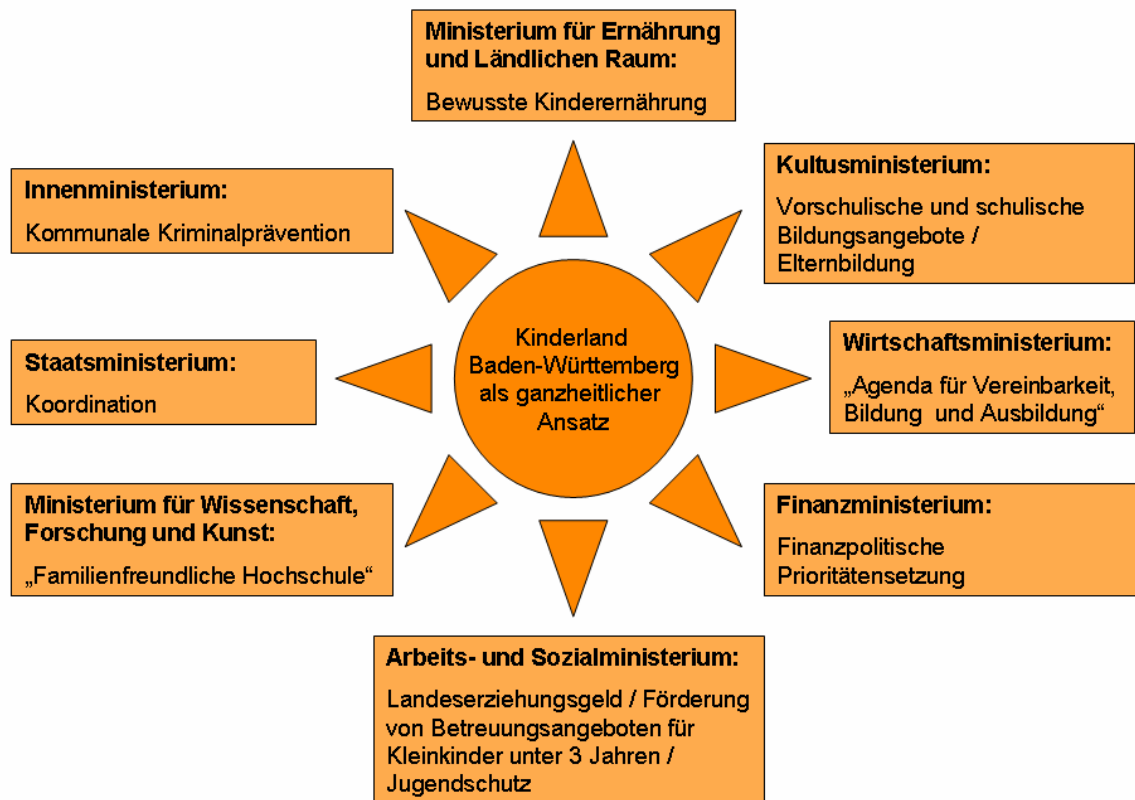 Ministerium für Ernährung
und Ländlichen Raum:
Bewusste Kinderernährung
Kultusministerium:
Vorschulische und schulische
Bildungsangebote /
Elternbildung
Innenministerium:
Kommunale Kriminalprävention
Kinderland
Baden-Württemberg
als ganzheitlicher
Ansatz
Staatsministerium:
Koordination
Wirtschaftsministerium:
„Agenda für Vereinbarkeit,
Bildung und Ausbildung“
Ministerium für Wissenschaft,
Forschung und Kunst:
„Familienfreundliche Hochschule“
Finanzministerium:
Finanzpolitische
Prioritätensetzung
Arbeits- und Sozialministerium:
Landeserziehungsgeld / Förderung
von Betreuungsangeboten für
Kleinkinder unter 3 Jahren /
Jugendschutz